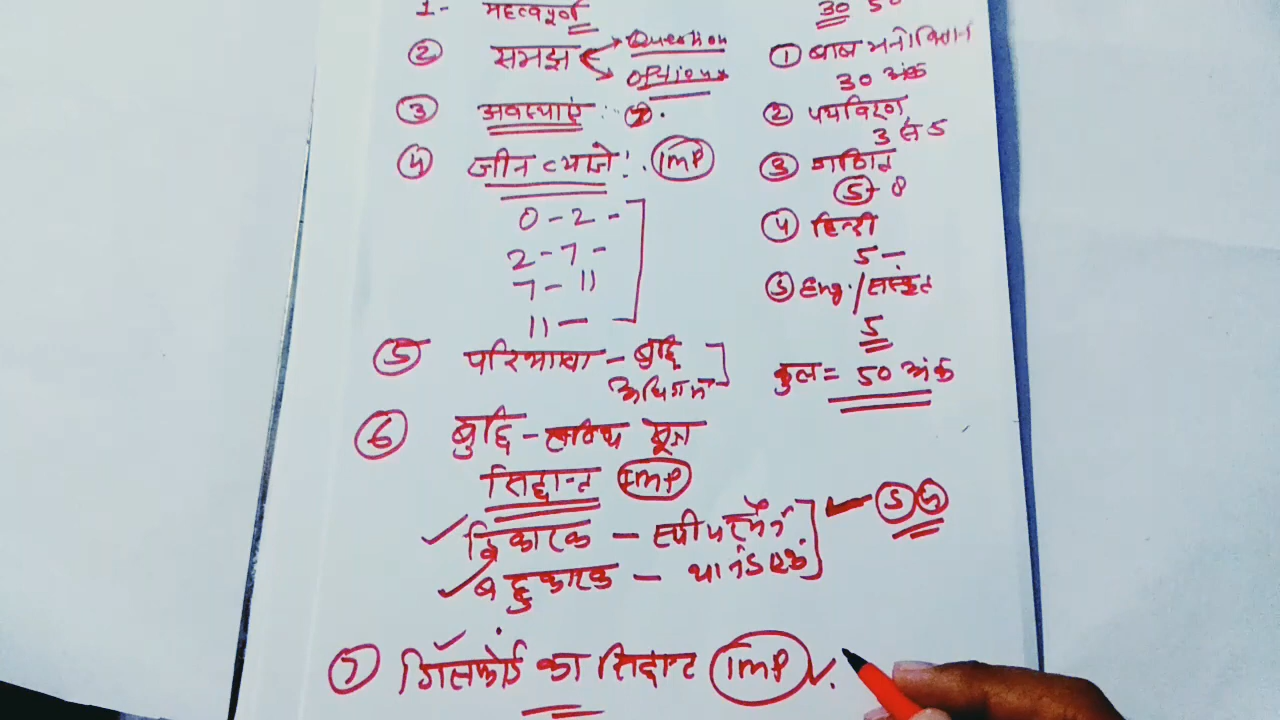 1- महत्वपूर्ण
② समझ Question
options
③ अवस्थाएं :
④ जीन प्याजे ! . IMP
0-2-
2-7-
7-11
11-
⑤ परिभाषा - बुद्धि
अधिगम
⑥ बुद्धि-लब्धि सूत्र
सिद्धान्त IMP
द्विकारक - स्पीयरमैन
बहुकारक - थार्नडाइक
5 4
⑦ गिलफोर्ड का सिद्धान्त IMP
30 50
① बाल मनोविज्ञान
30 अंक
② पर्यावरण
3 से 5
③ गणित
5-8
④ हिन्दी
5-
⑤ Eng./संस्कृत
5
कुल = 50 अंक